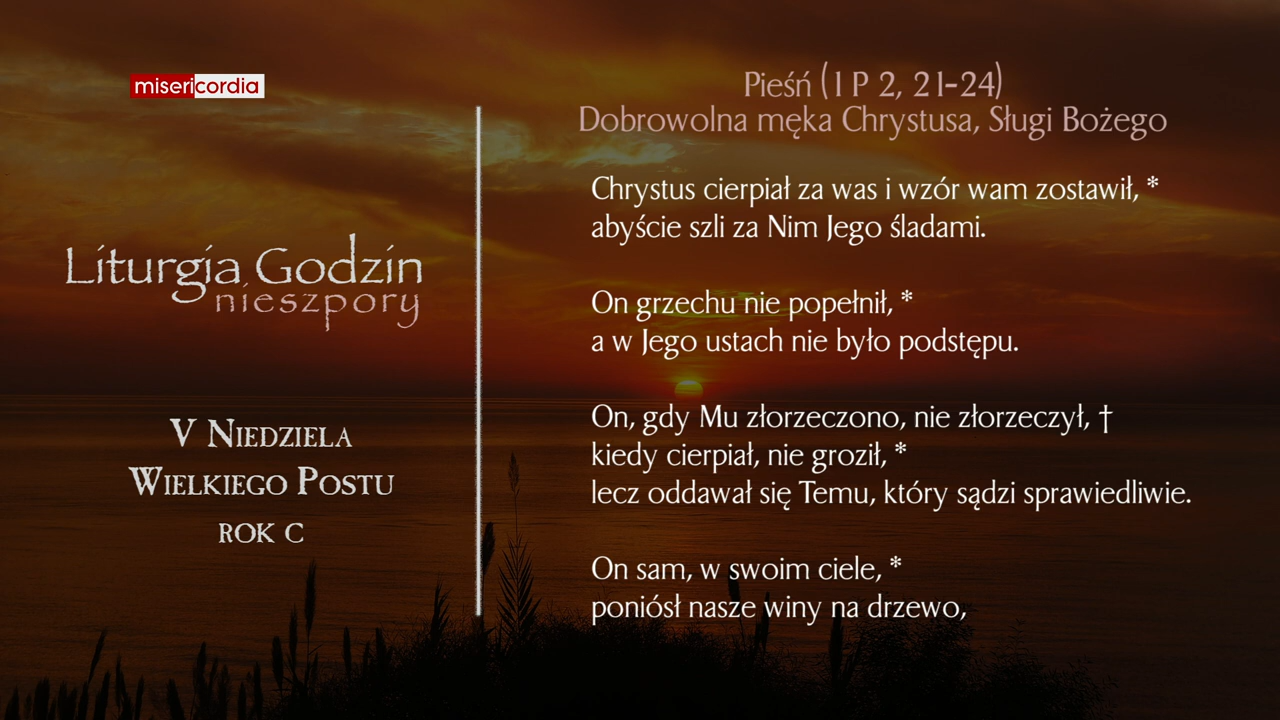 misericordia
Liturgia Godzin
nieszpory
V Niedziela
Wielkiego Postu
rok C
Pieśń (1 P 2, 21-24)
Dobrowolna męka Chrystusa, Sługi Bożego
Chrystus cierpiał za was i wzór wam zostawił, *
abyście szli za Nim Jego śladami.
On grzechu nie popełnił, *
a w Jego ustach nie było podstępu.
On, gdy Mu złorzeczono, nie złorzeczył, †
kiedy cierpiał, nie groził, *
lecz oddawał się Temu, który sądzi sprawiedliwie.
On sam, w swoim ciele, *
poniósł nasze winy na drzewo,